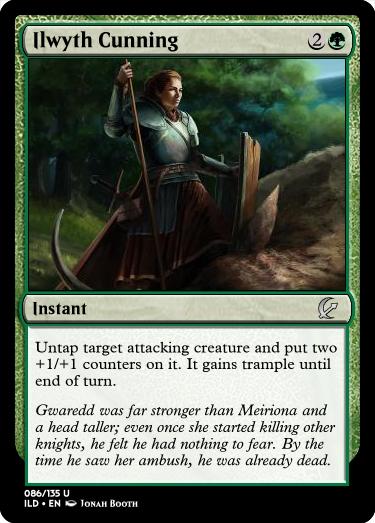 Ilwyth Cunning 2
Instant
Untap target attacking creature and put two
+1/+1 counters on it. It gains trample until
end of turn.
Gwaredd was far stronger than Meiriona and
a head taller; even once she started killing other
knights, he felt he had nothing to fear. By the
time he saw her ambush, he was already dead.
086/135 U
ILD • EN Jonah Booth